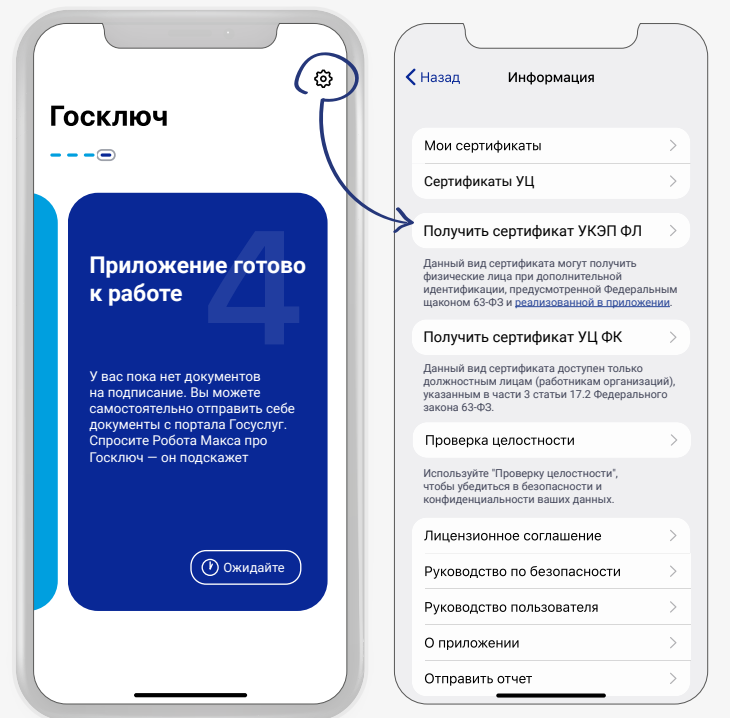 Госключ
4
Приложение готово
к работе
У вас пока нет документов
на подписание. Вы можете
самостоятельно отправить себе
документы с портала Госуслуг.
Спросите Робота Макса про
Госключ — он подскажет
Ожидайте
Назад
Информация
Мои сертификаты
Сертификаты УЦ
Получить сертификат УКЭП ФЛ
Данный вид сертификата могут получить
физические лица при дополнительной
идентификации, предусмотренной Федеральным
щаконом 63-ФЗ и реализованной в приложении.
Получить сертификат УЦ ФК
Данный вид сертификата доступен только
должностным лицам (работникам организаций),
указанным в части 3 статьи 17.2 Федерального
закона 63-ФЗ.
Проверка целостности
Используйте "Проверку целостности",
чтобы убедиться в безопасности и
конфиденциальности ваших данных.
Лицензионное соглашение
Руководство по безопасности
Руководство пользователя
О приложении
Отправить отчет